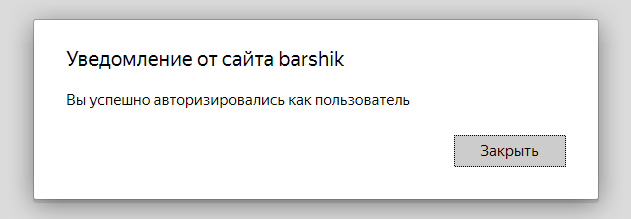 Уведомление от сайта barshik
Вы успешно авторизировались как пользователь
Закрыть